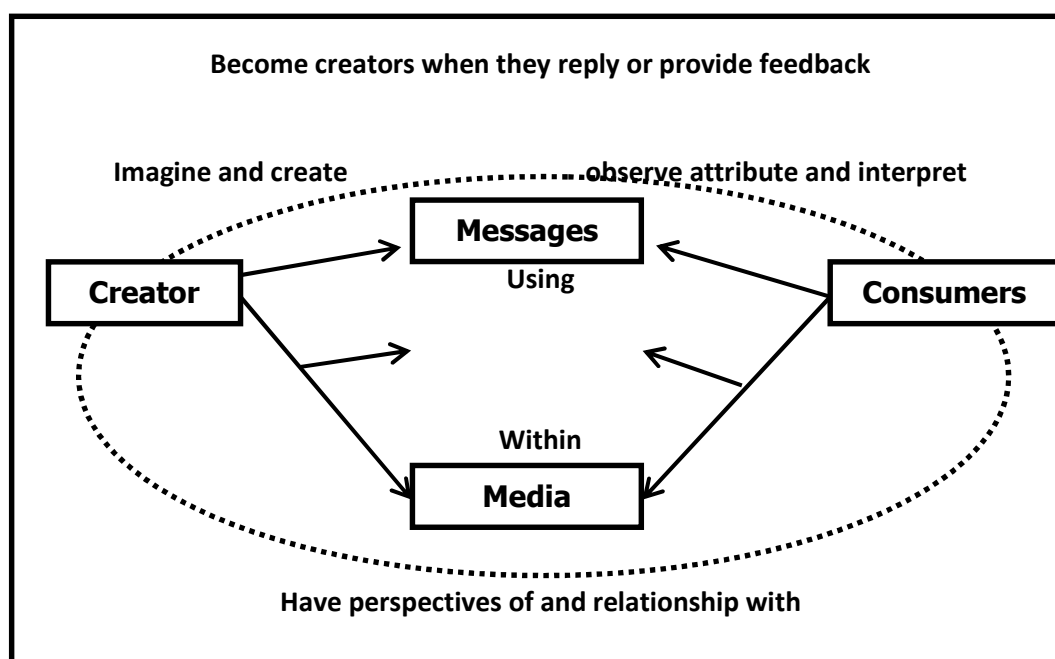 Become creators when they reply or provide feedback
Imagine and create
observe attribute and interpret
Messages
Using
Creator
Consumers
Within
Media
Have perspectives of and relationship with